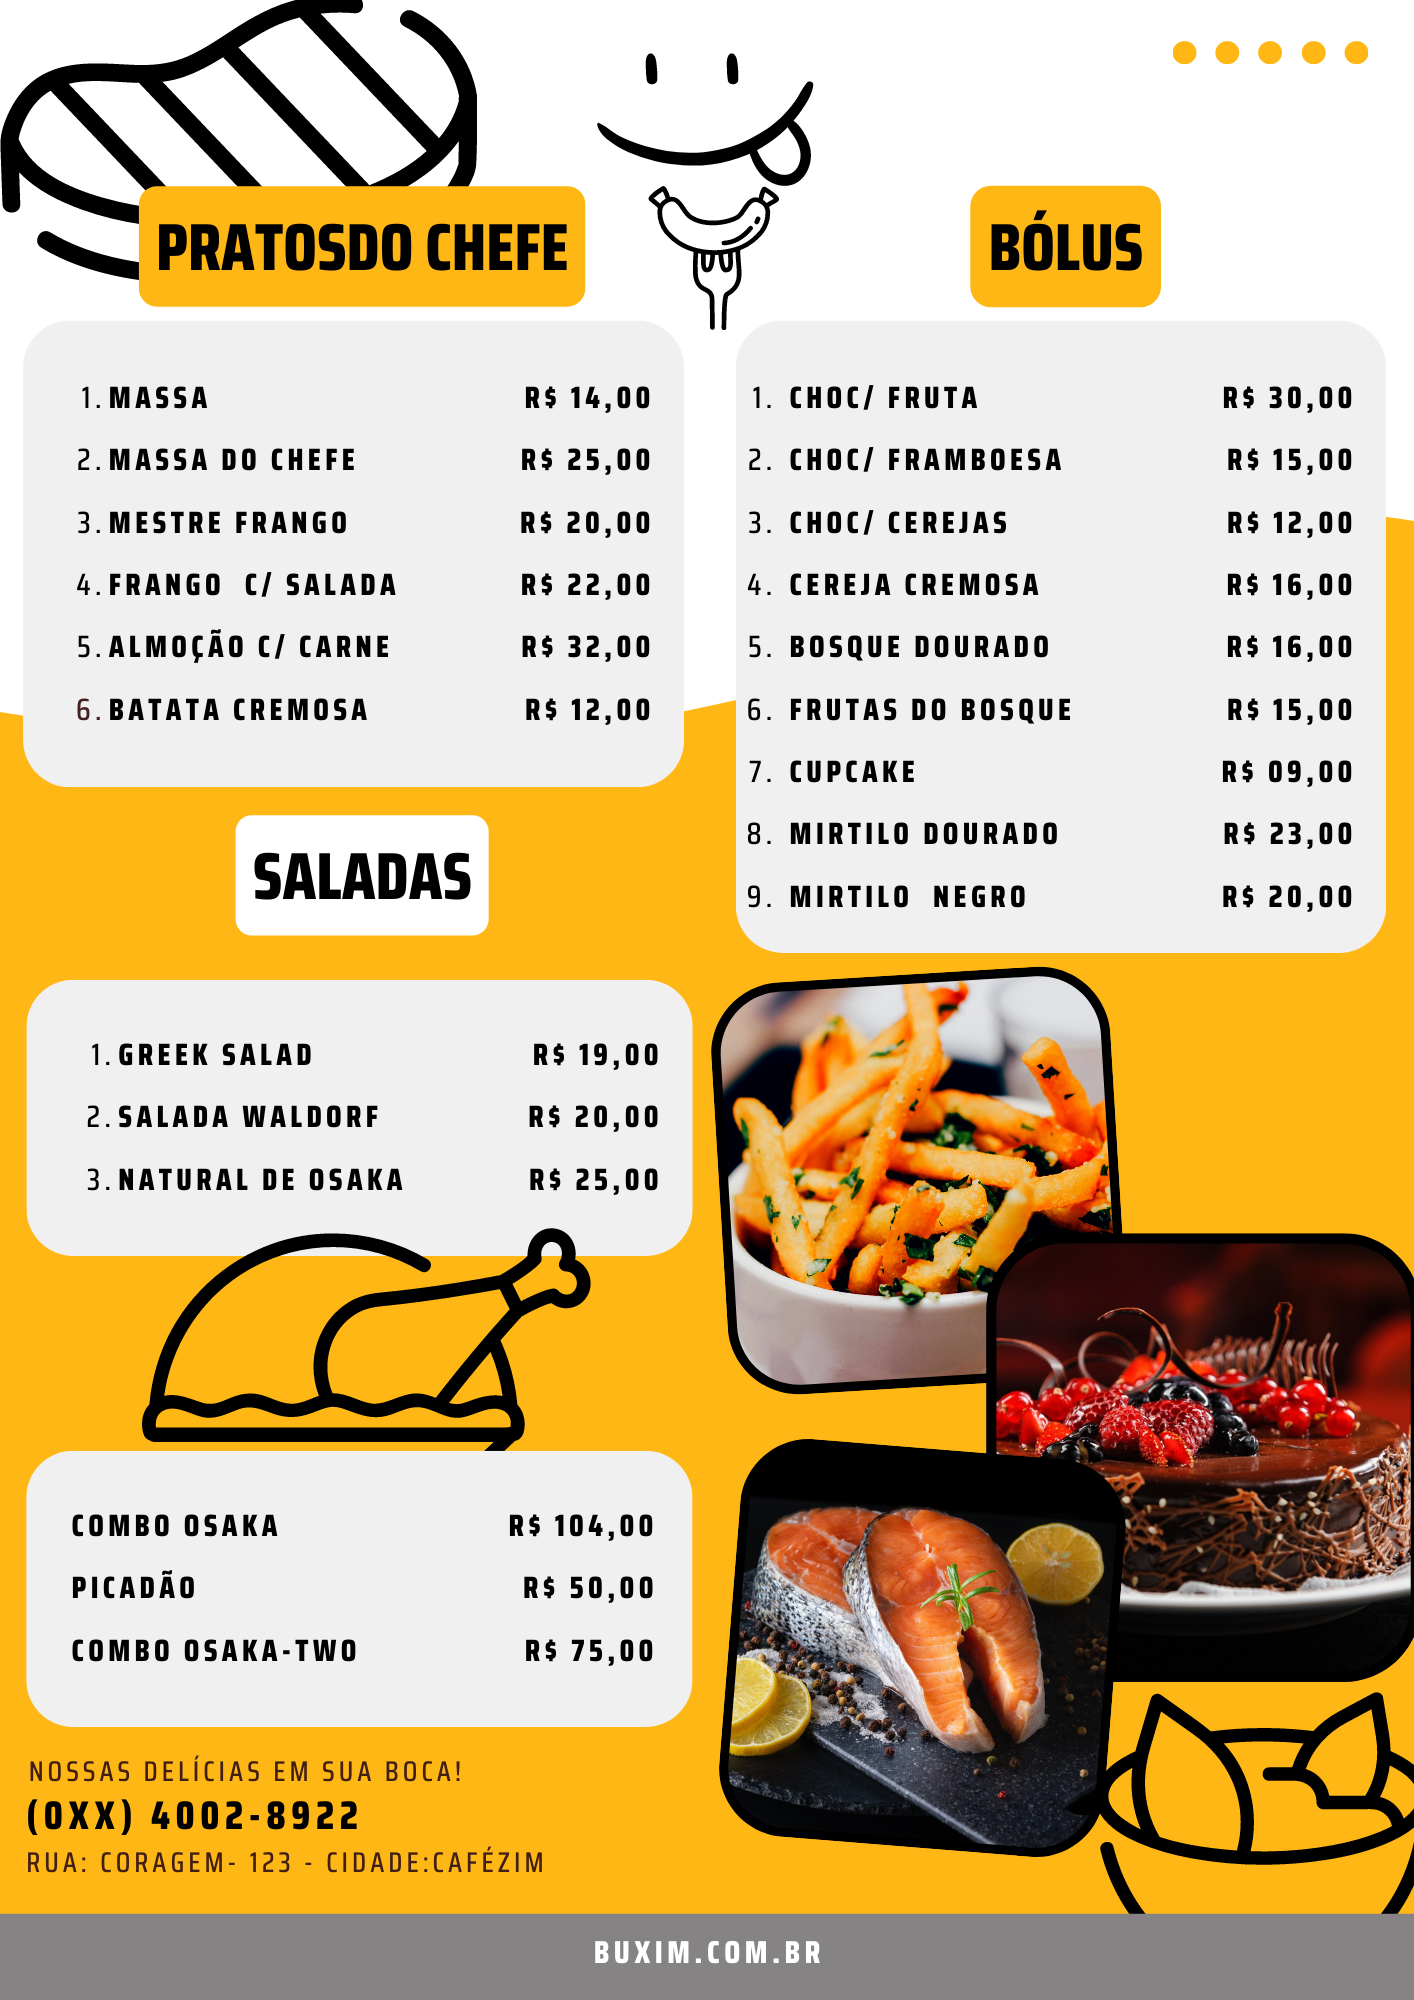 PRATOSDO CHEFE
1. MASSA R$ 14,00
2. MASSA DO CHEFE R$ 25,00
3. MESTRE FRANGO R$ 20,00
4. FRANGO C/ SALADA R$ 22,00
5. ALMOÇÃO C/ CARNE R$ 32,00
6. BATATA CREMOSA R$ 12,00
BÓLUS
1. CHOC/ FRUTA R$ 30,00
2. CHOC/ FRAMBOESA R$ 15,00
3. CHOC/ CEREJAS R$ 12,00
4. CEREJA CREMOSA R$ 16,00
5. BOSQUE DOURADO R$ 16,00
6. FRUTAS DO BOSQUE R$ 15,00
7. CUPCAKE R$ 09,00
8. MIRTILO DOURADO R$ 23,00
9. MIRTILO NEGRO R$ 20,00
SALADAS
1. GREEK SALAD R$ 19,00
2. SALADA WALDORF R$ 20,00
3. NATURAL DE OSAKA R$ 25,00
COMBO OSAKA R$ 104,00
PICADÃO R$ 50,00
COMBO OSAKA-TWO R$ 75,00
NOSSAS DELÍCIAS EM SUA BOCA!
(0XX) 4002-8922
RUA: CORAGEM- 123 - CIDADE:CAFÉZIM
BUXIM.COM.BR